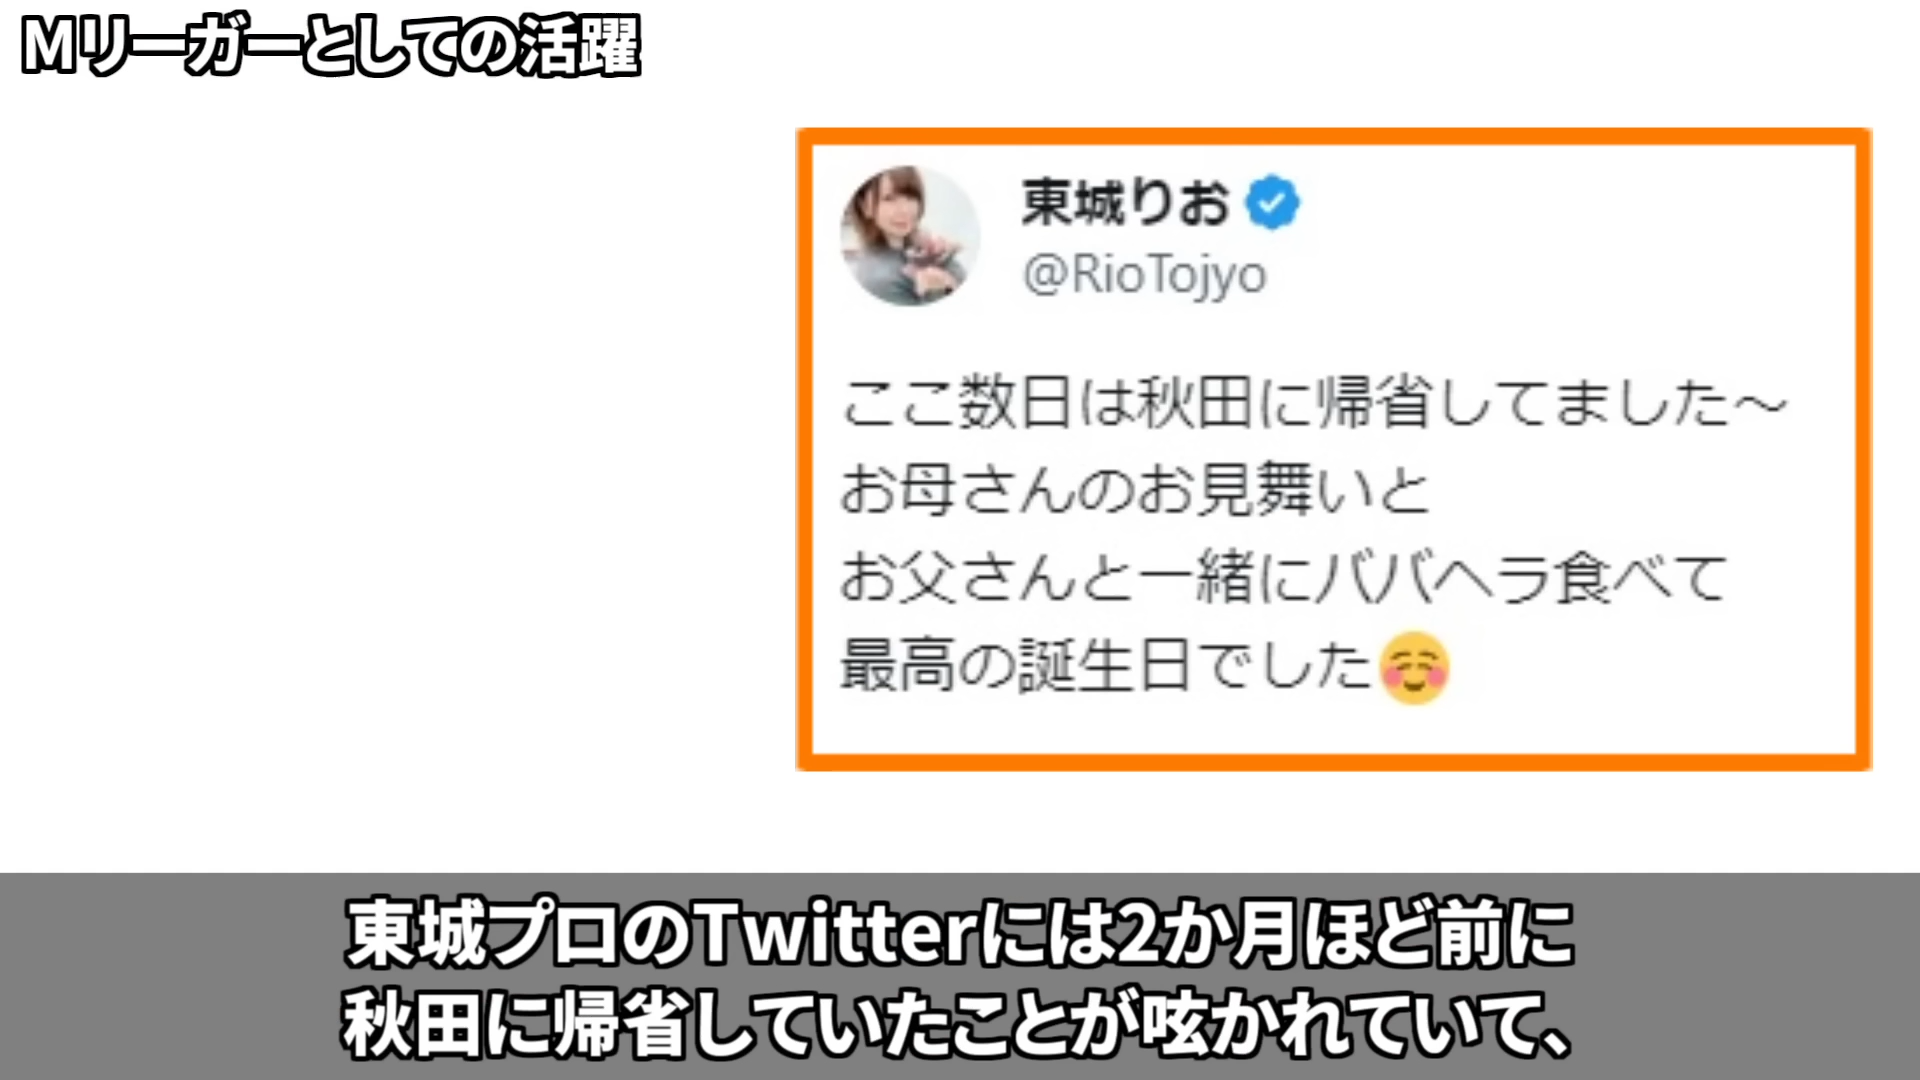 Mリーガーとしての活躍
東城りお
@RioTojyo
ここ数日は秋田に帰省してました〜
お母さんのお見舞いと
お父さんと一緒にババヘラ食べて
最高の誕生日でした☺️
東城プロのTwitterには2か月ほど前に
秋田に帰省していたことが呟かれていて、